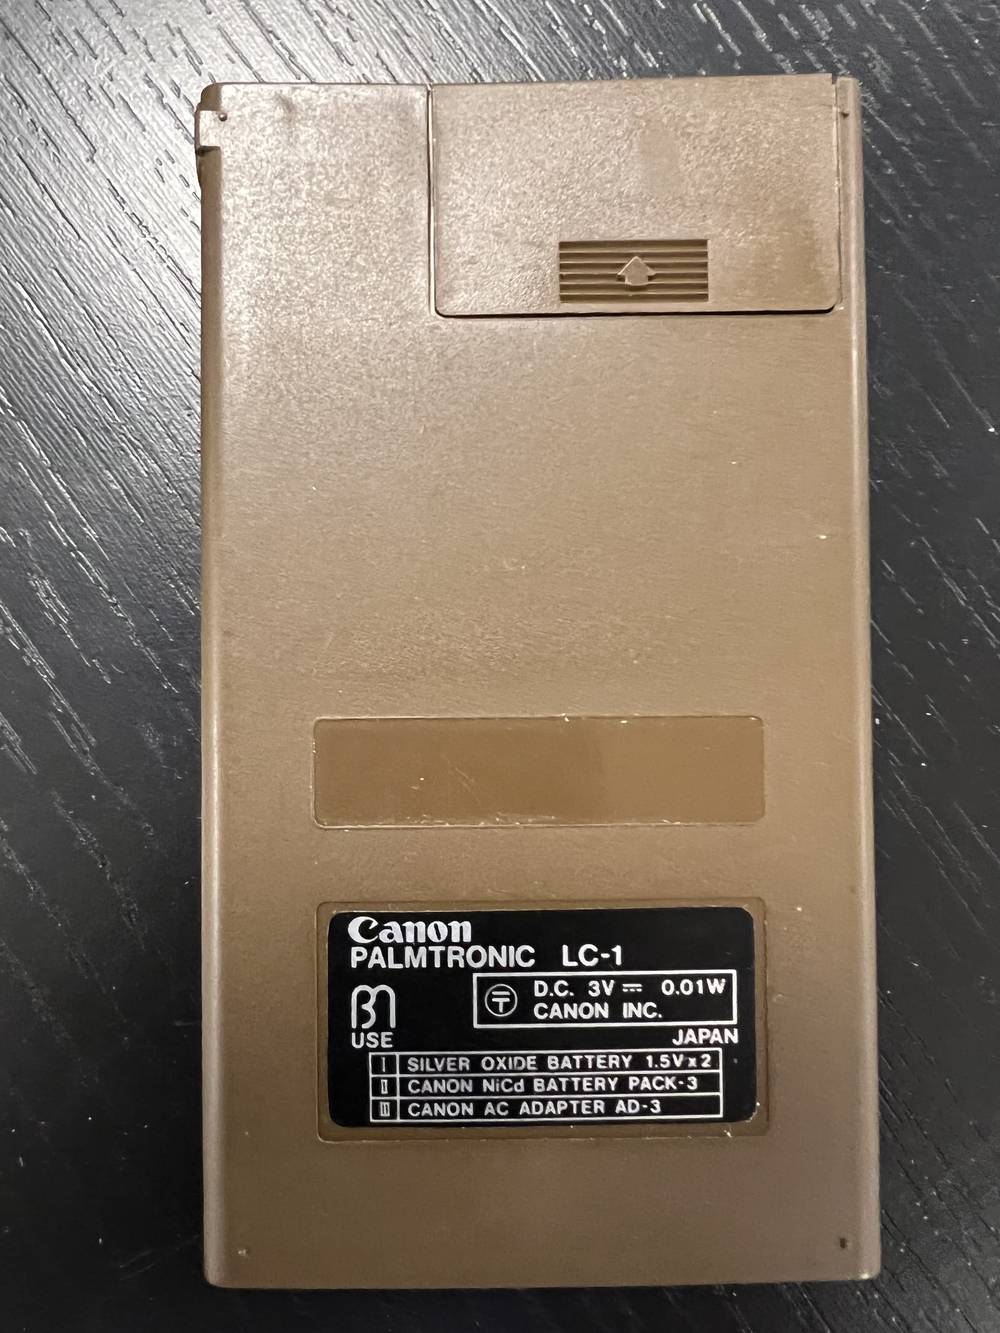 Canon
PALMTRONIC LC-1
D.C. 3V⎓ 0.01W
CANON INC.
USE
JAPAN
I SILVER OXIDE BATTERY 1.5V x 2
II CANON NiCd BATTERY PACK-3
III CANON AC ADAPTER AD-3